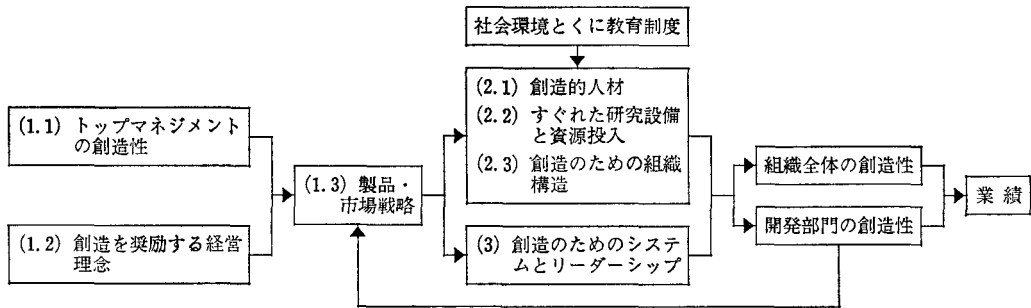 社会環境とくに教育制度
(2.1) 創造的人材
(2.2) すぐれた研究設備
と資源投入
(2.3) 創造のための組織
構造
(1.1) トップマネジメント
の創造性
(1.2) 創造を奨励する経営
理念
(1.3) 製品・
市場戦略
(3) 創造のためのシステ
ムとリーダーシップ
組織全体の創造性
開発部門の創造性
業績